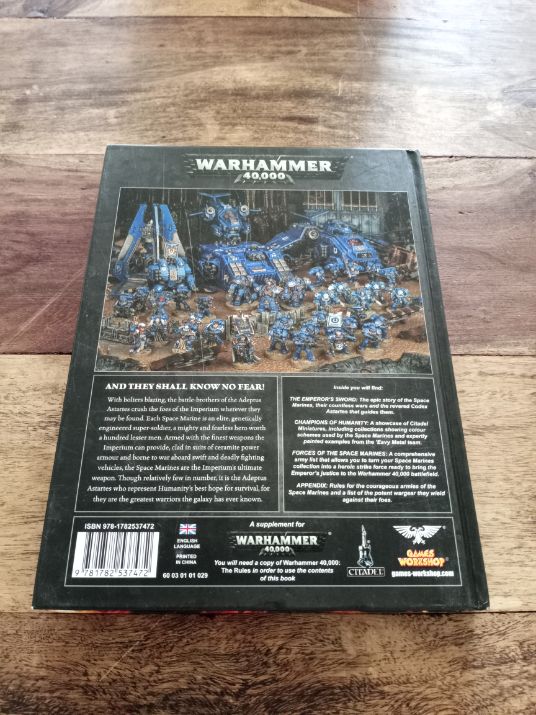 WARHAMMER
40,000
AND THEY SHALL KNOW NO FEAR!
With bolters blazing, the battle-brothers of the Adeptus
Astartes crush the foes of the Imperium wherever they
may be found. Each Space Marine is an elite, genetically
engineered super-soldier, a mighty and fearless hero worth
a hundred lesser men. Armed with the finest weapons the
Imperium can provide, clad in suits of ceramite power
armour and borne to war aboard swift and deadly fighting
vehicles, the Space Marines are the Imperium's ultimate
weapon. Though relatively few in number, it is the Adeptus
Astartes who represent Humanity's best hope for survival, for
they are the greatest warriors the galaxy has ever known.
Inside you will find:
THE EMPEROR'S SWORD: The epic story of the Space
Marines, their countless wars and the revered Codex
Astartes that guides them.
CHAMPIONS OF HUMANITY: A showcase of Citadel
Miniatures, including collections showing colour
schemes used by the Space Marines and expertly
painted examples from the 'Eavy Metal team.
FORCES OF THE SPACE MARINES: A comprehensive
army list that allows you to turn your Space Marines
collection into a heroic strike force ready to bring the
Emperor's justice to the Warhammer 40,000 battlefield.
APPENDIX: Rules for the courageous armies of the
Space Marines and a list of the potent wargear they wield
against their foes.
ISBN 978-1782537472
9 781782 537472
ENGLISH
LANGUAGE
PRINTED
IN CHINA
60 03 01 01 029
A supplement for
WARHAMMER
40,000
You will need a copy of Warhammer 40,000:
The Rules in order to use the contents
of this book
CITADEL
GAMES
WORKSHOP
games-workshop.com